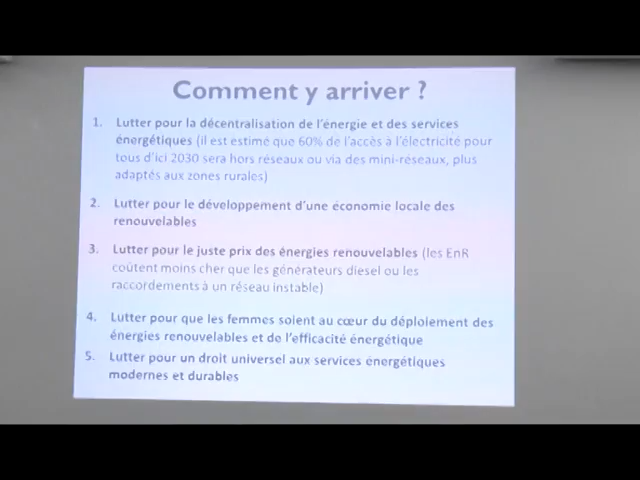 Comment y arriver ?
1. Lutter pour la décentralisation de l'énergie et des services
énergétiques (il est estimé que 60% de l'accès à l'électricité pour
tous d'ici 2030 sera hors réseaux ou via des mini-réseaux, plus
adaptés aux zones rurales)
2. Lutter pour le développement d'une économie locale des
renouvelables
3. Lutter pour le juste prix des énergies renouvelables (les EnR
coûtent moins cher que les générateurs diesel ou les
raccordements à un réseau instable)
4. Lutter pour que les femmes soient au cœur du déploiement des
énergies renouvelables et de l'efficacité énergétique
5. Lutter pour un droit universel aux services énergétiques
modernes et durables